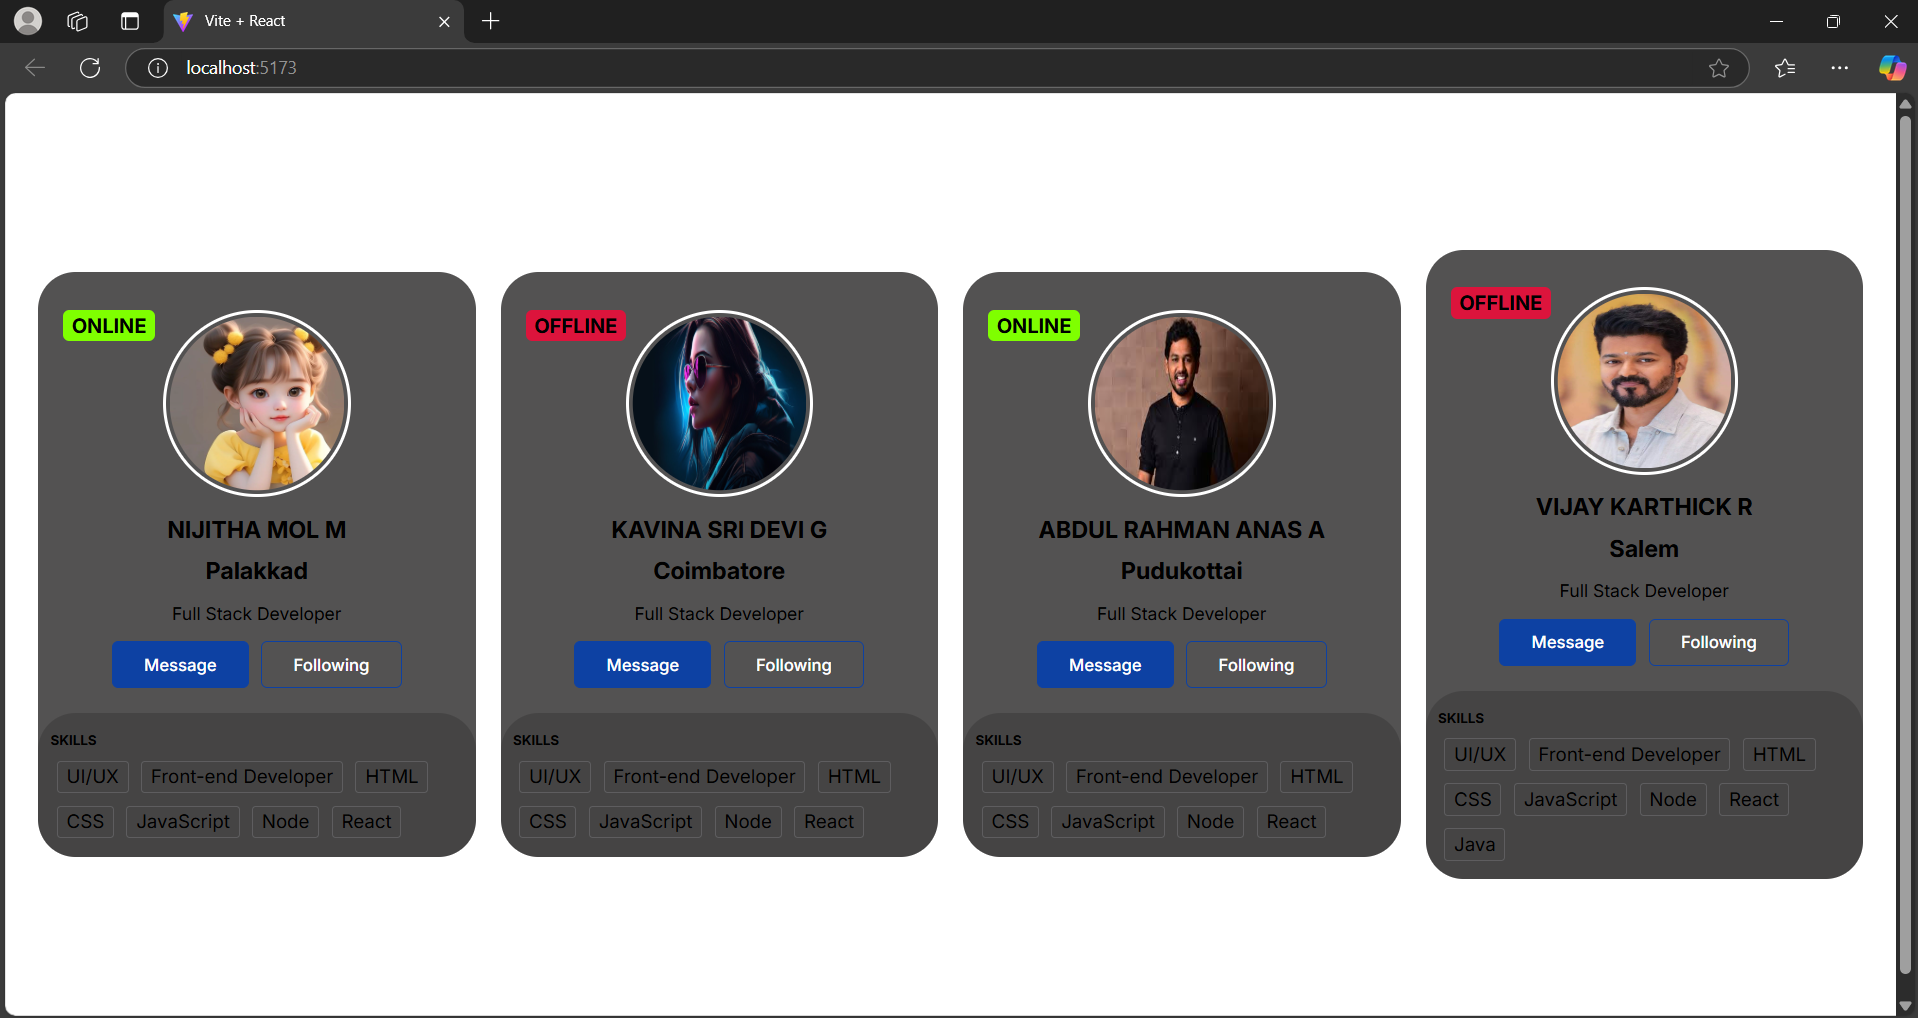 Vite + React
localhost:5173
ONLINE
NIJITHA MOL M
Palakkad
Full Stack Developer
Message Following
SKILLS
UI/UX Front-end Developer HTML
CSS JavaScript Node React
OFFLINE
KAVINA SRI DEVI G
Coimbatore
Full Stack Developer
Message Following
SKILLS
UI/UX Front-end Developer HTML
CSS JavaScript Node React
ONLINE
ABDUL RAHMAN ANAS A
Pudukottai
Full Stack Developer
Message Following
SKILLS
UI/UX Front-end Developer HTML
CSS JavaScript Node React
OFFLINE
VIJAY KARTHICK R
Salem
Full Stack Developer
Message Following
SKILLS
UI/UX Front-end Developer HTML
CSS JavaScript Node React
Java